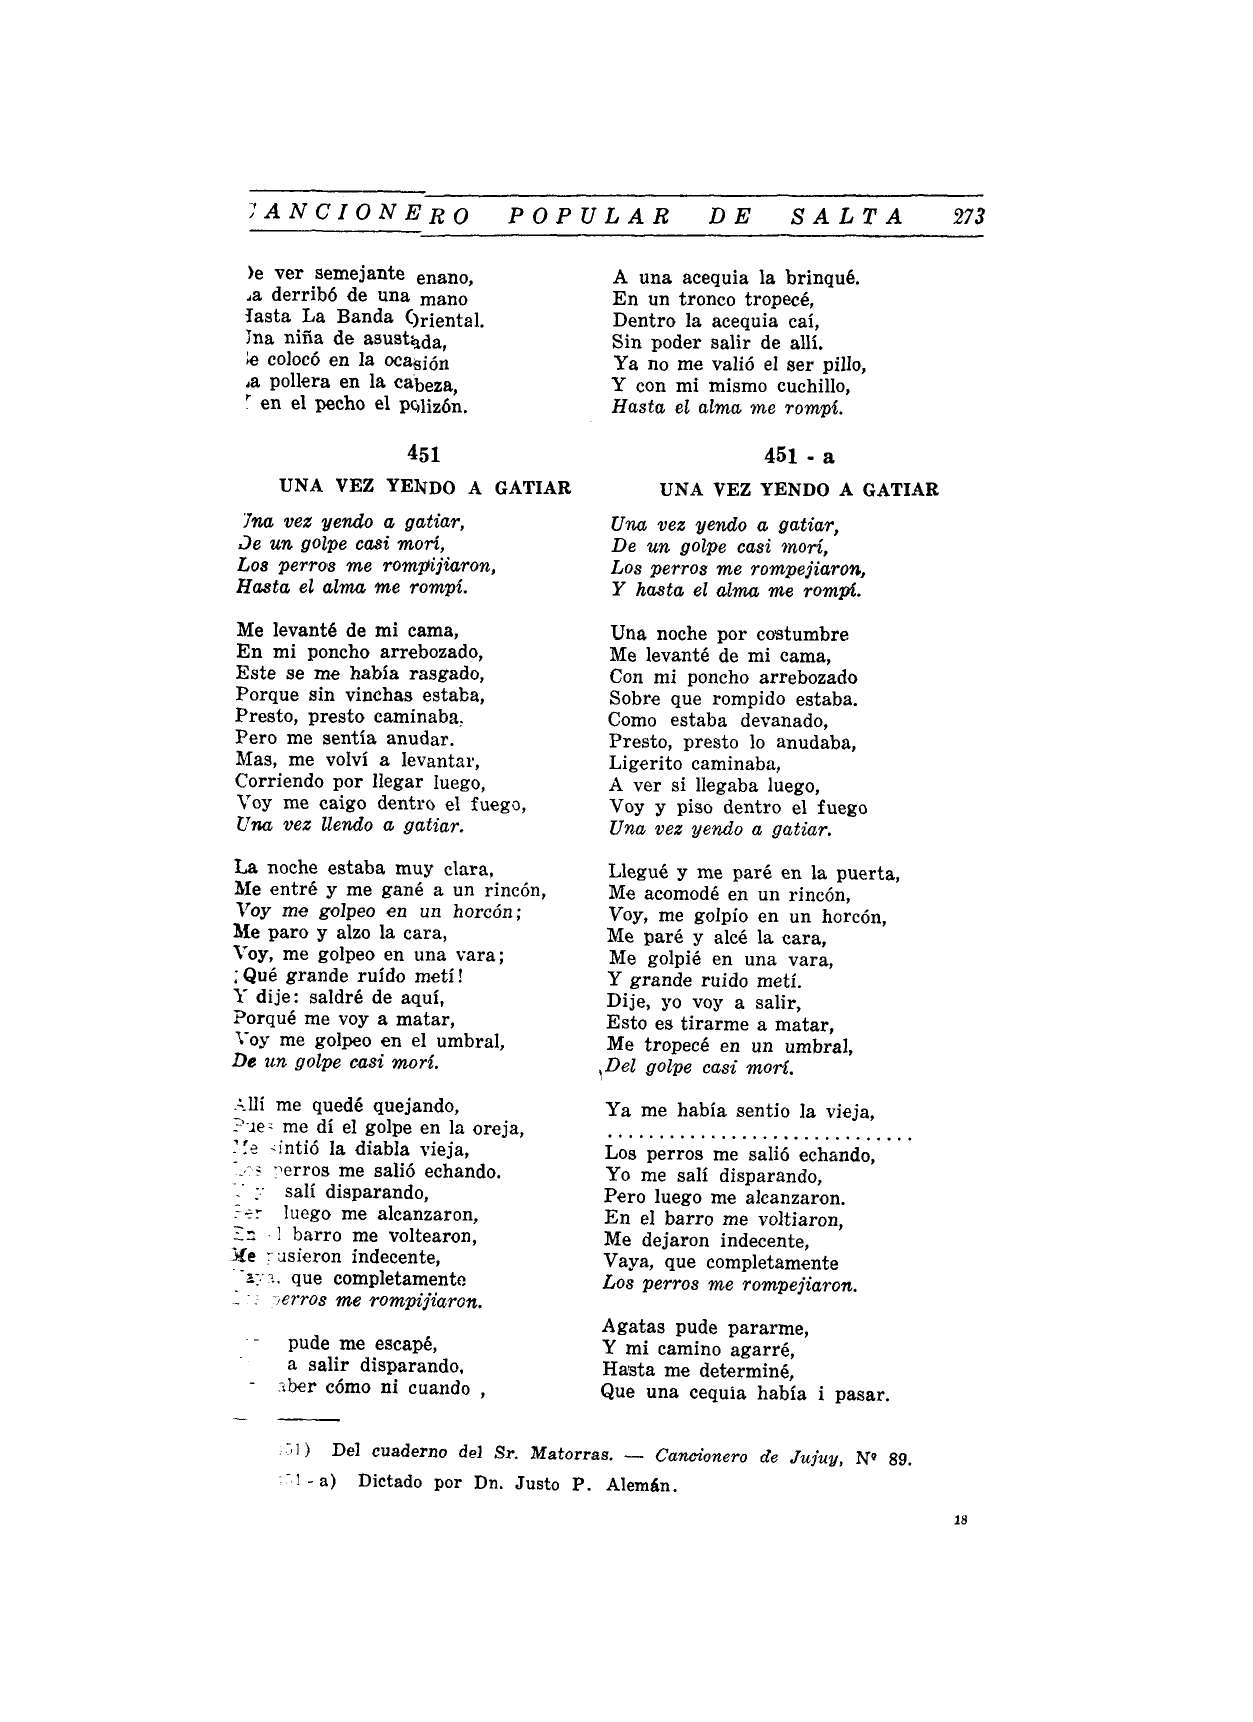 CANCIONERO POPULAR DE SALTA 273
De ver semejante enano,
La derribó de una mano
Hasta La Banda Oriental.
Una niña de asustada,
Se colocó en la ocasión
La pollera en la cabeza,
Y en el pecho el polizón.
451
UNA VEZ YENDO A GATIAR
Una vez yendo a gatiar,
De un golpe casi morí,
Los perros me rompijiaron,
Hasta el alma me rompí.
Me levanté de mi cama,
En mi poncho arrebozado,
Este se me había rasgado,
Porque sin vinchas estaba,
Presto, presto caminaba.
Pero me sentía anudar.
Mas, me volví a levantar,
Corriendo por llegar luego,
Voy me caigo dentro el fuego,
Una vez llendo a gatiar.
La noche estaba muy clara,
Me entré y me gané a un rincón,
Voy me golpeo en un horcón;
Me paro y alzo la cara,
Voy, me golpeo en una vara;
¡Qué grande ruído metí!
Y dije: saldré de aquí,
Porqué me voy a matar,
Voy me golpeo en el umbral,
De un golpe casi morí.
Allí me quedé quejando,
Pues me dí el golpe en la oreja,
Me sintió la diabla vieja,
Los perros me salió echando.
salí disparando,
Per luego me alcanzaron,
En el barro me voltearon,
Me pusieron indecente,
Vaya, que completamente
Los perros me rompijiaron.
pude me escapé,
a salir disparando,
saber cómo ni cuando ,
A una acequia la brinqué.
En un tronco tropecé,
Dentro la acequia caí,
Sin poder salir de allí.
Ya no me valió el ser pillo,
Y con mi mismo cuchillo,
Hasta el alma me rompí.
451 - a
UNA VEZ YENDO A GATIAR
Una vez yendo a gatiar,
De un golpe casi morí,
Los perros me rompejiaron,
Y hasta el alma me rompí.
Una noche por costumbre
Me levanté de mi cama,
Con mi poncho arrebozado
Sobre que rompido estaba.
Como estaba devanado,
Presto, presto lo anudaba,
Ligerito caminaba,
A ver si llegaba luego,
Voy y piso dentro el fuego
Una vez yendo a gatiar.
Llegué y me paré en la puerta,
Me acomodé en un rincón,
Voy, me golpío en un horcón,
Me paré y alcé la cara,
Me golpié en una vara,
Y grande ruido metí.
Dije, yo voy a salir,
Esto es tirarme a matar,
Me tropecé en un umbral,
Del golpe casi morí.
Ya me había sentio la vieja,
..............................
Los perros me salió echando,
Yo me salí disparando,
Pero luego me alcanzaron.
En el barro me voltiaron,
Me dejaron indecente,
Vaya, que completamente
Los perros me rompejiaron.
Agatas pude pararme,
Y mi camino agarré,
Hasta me determiné,
Que una cequia había i pasar.
451) Del cuaderno del Sr. Matorras. — Cancionero de Jujuy, Nº 89.
451 - a) Dictado por Dn. Justo P. Alemán.
18